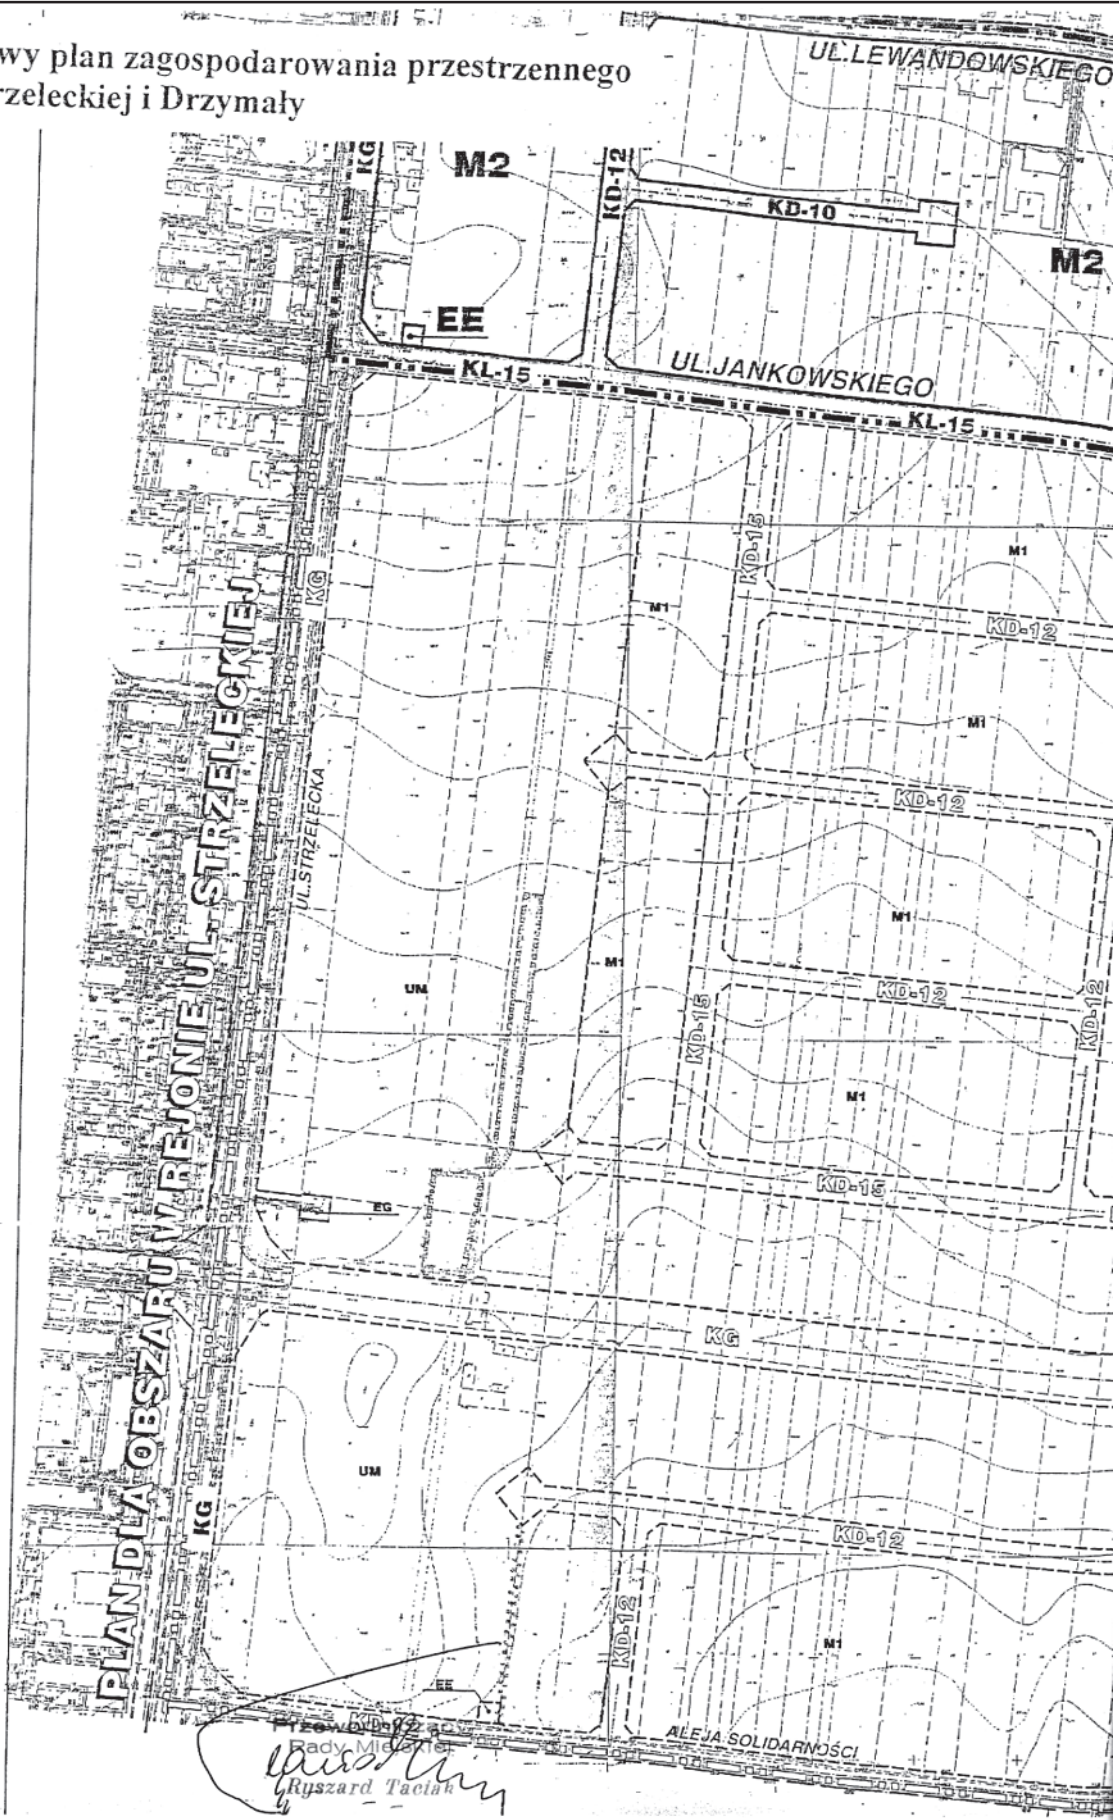 wy plan zagospodarowania przestrzennego
rzeleckiej i Drzymały
UL.LEWANDOWSKIEGO
KG
M2
KD-12
KD-10
M2
EE
UL.JANKOWSKIEGO
KL-15
KL-15
KD-15
M1
KG
M1
KD-12
M1
KD-12
UL.STRZELECKA
PLAN DLA OBSZARU W REJONIE UL. STRZELECKIEJ
M1
M1
UM
KD-12
KD-15
KD-12
M1
KD-15
EG
KG
UM
KG
KD-12
KD-12
M1
EE
ALEJA SOLIDARNOŚCI
Przewodniczący
Rady Miejskiej
Ryszard Taciak